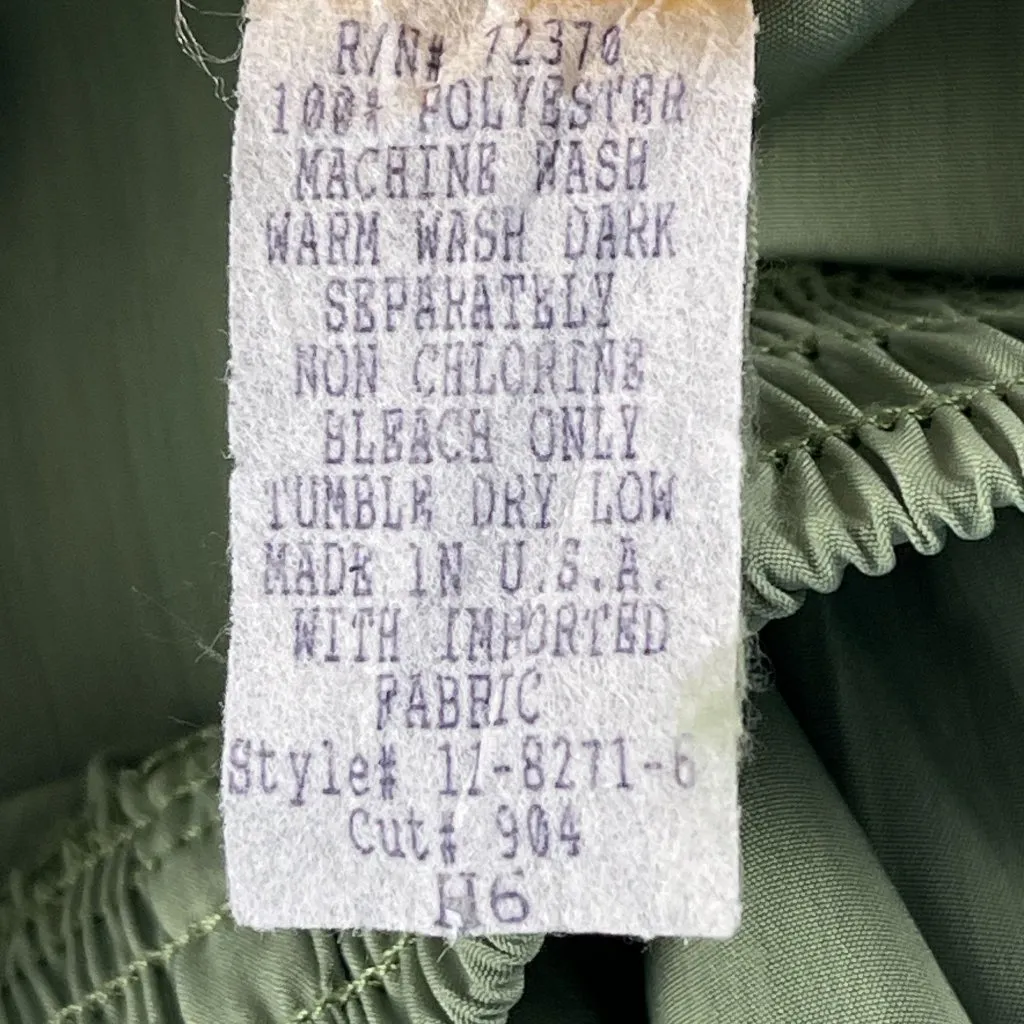 R/N# 72370
100% POLYESTER
MACHINE WASH
WARM WASH DARK
SEPARATELY
NON CHLORINE
BLEACH ONLY
TUMBLE DRY LOW
MADE IN U.S.A.
WITH IMPORTED
FABRIC
Style# 17-8271-6
Cut# 904
H6